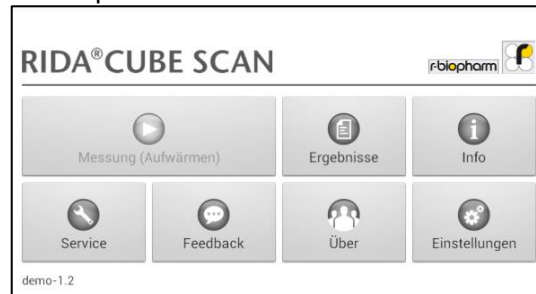 RIDA®CUBE SCAN
r-biopharm
Messung (Aufwärmen)
Ergebnisse
Info
Service
Feedback
Über
Einstellungen
demo-1.2